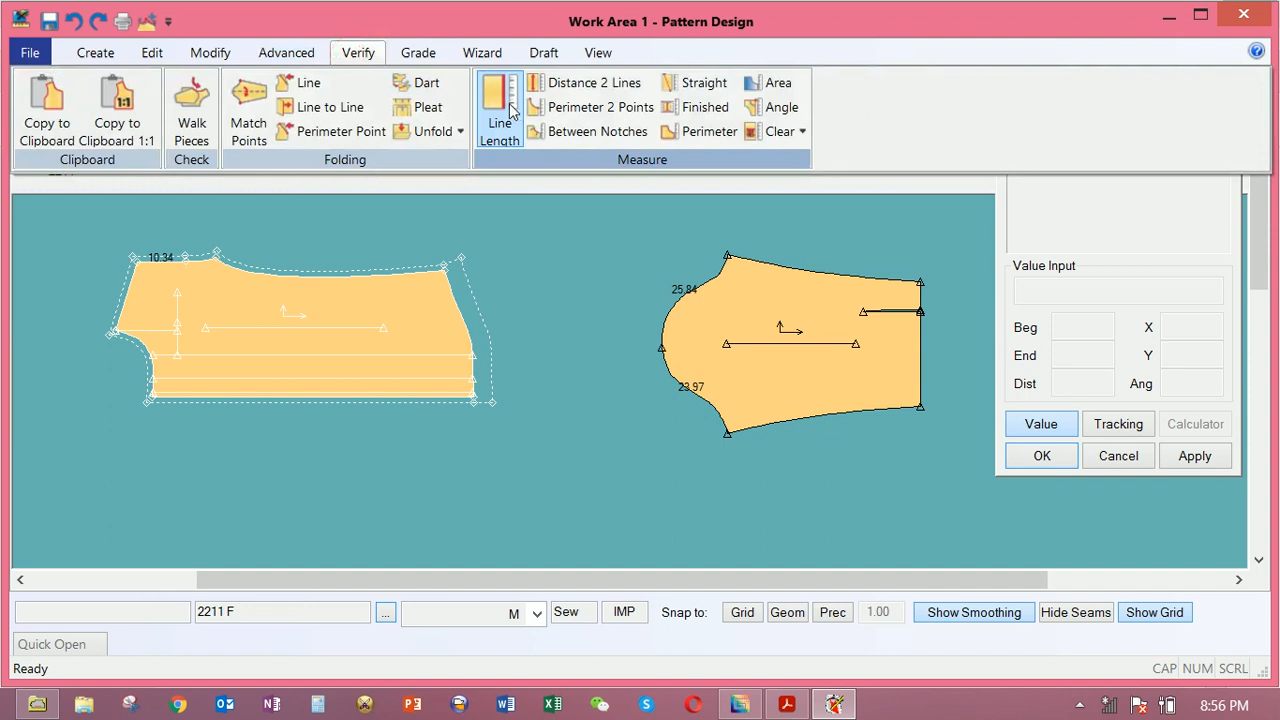 Work Area 1 - Pattern Design
File Create Edit Modify Advanced Verify Grade Wizard Draft View
Copy to Clipboard
Copy to Clipboard 1:1
Clipboard
Walk Pieces
Check
Match Points
Line
Line to Line
Perimeter Point
Dart
Pleat
Unfold
Folding
Line Length
Distance 2 Lines
Perimeter 2 Points
Between Notches
Straight
Finished
Perimeter
Area
Angle
Clear
Measure
10.34
25.84
23.97
Value Input
Beg X
End Y
Dist Ang
Value Tracking Calculator
OK Cancel Apply
2211 F ... M Sew IMP Snap to: Grid Geom Prec 1.00 Show Smoothing Hide Seams Show Grid
Quick Open
Ready CAP NUM SCRL
8:56 PM